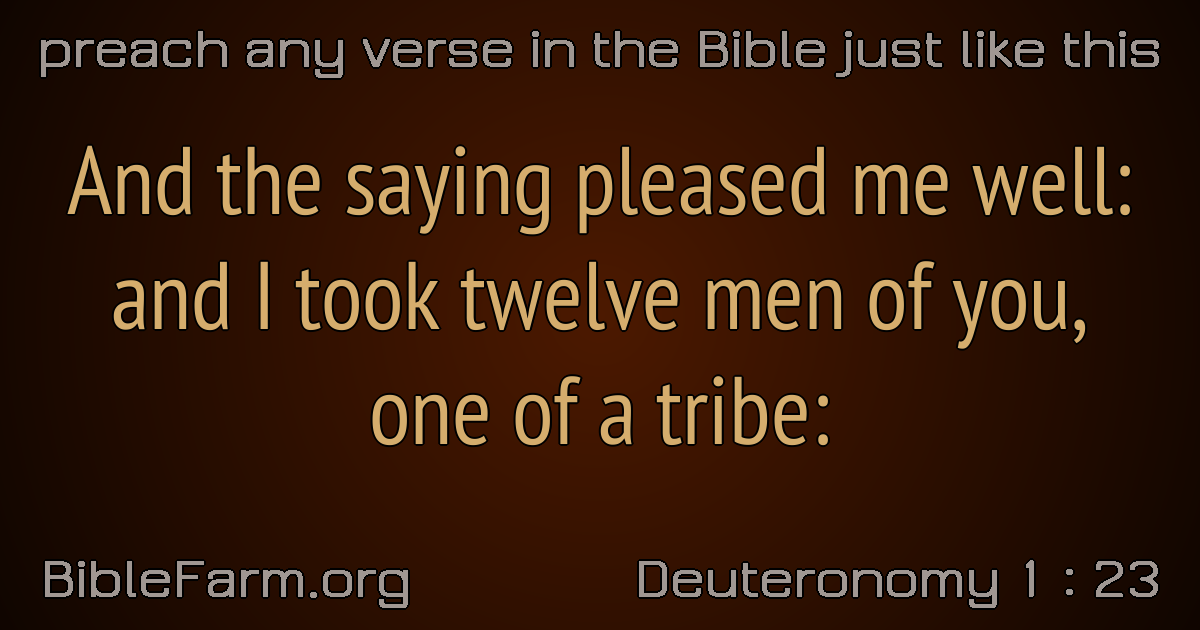 preach any verse in the Bible just like this
And the saying pleased me well:
and I took twelve men of you,
one of a tribe:
BibleFarm.org
Deuteronomy 1 : 23